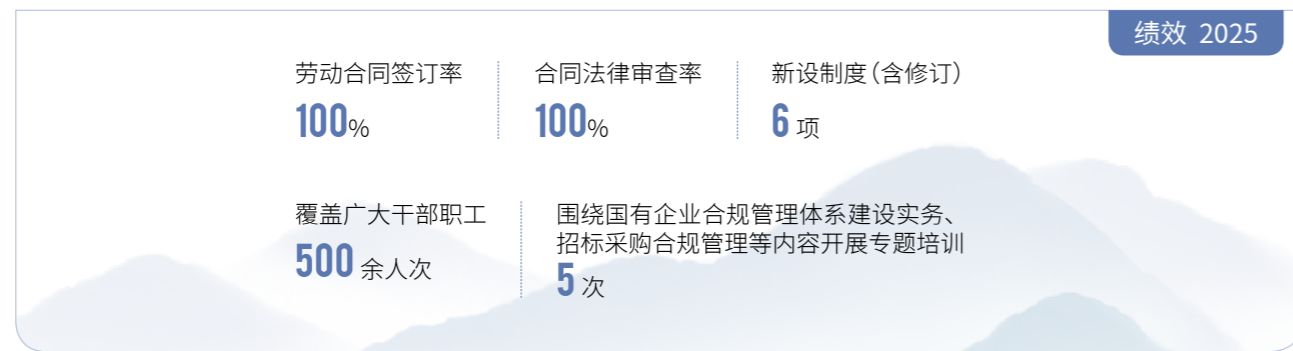 绩效 2025
劳动合同签订率
100%
合同法律审查率
100%
新设制度(含修订)
6 项
覆盖广大干部职工
500 余人次
围绕国有企业合规管理体系建设实务、
招标采购合规管理等内容开展专题培训
5 次